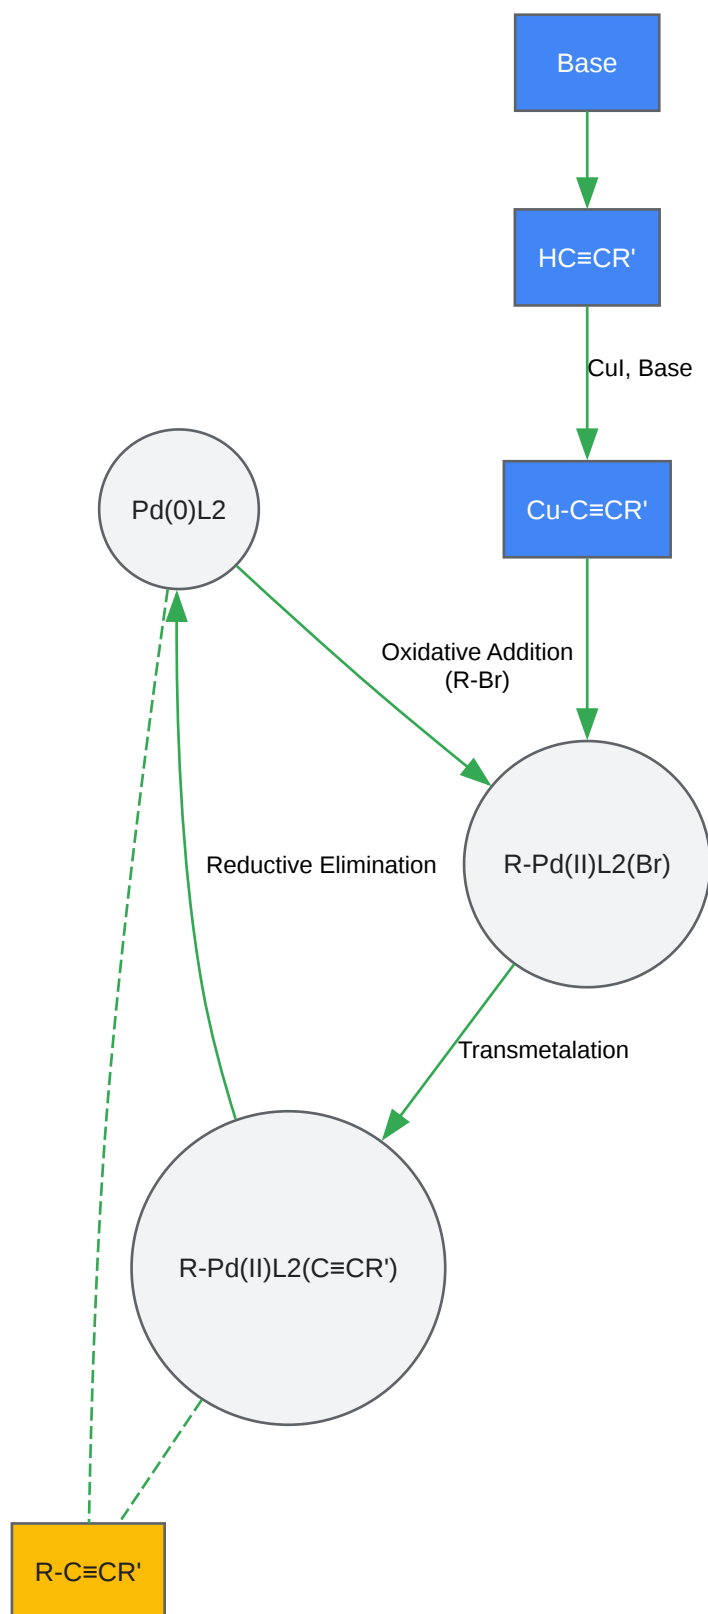 Base
HC≡CR'
CuI, Base
Pd(0)L2
Cu-C≡CR'
Oxidative Addition
(R-Br)
Reductive Elimination
R-Pd(II)L2(Br)
Transmetalation
R-Pd(II)L2(C≡CR')
R-C≡CR'